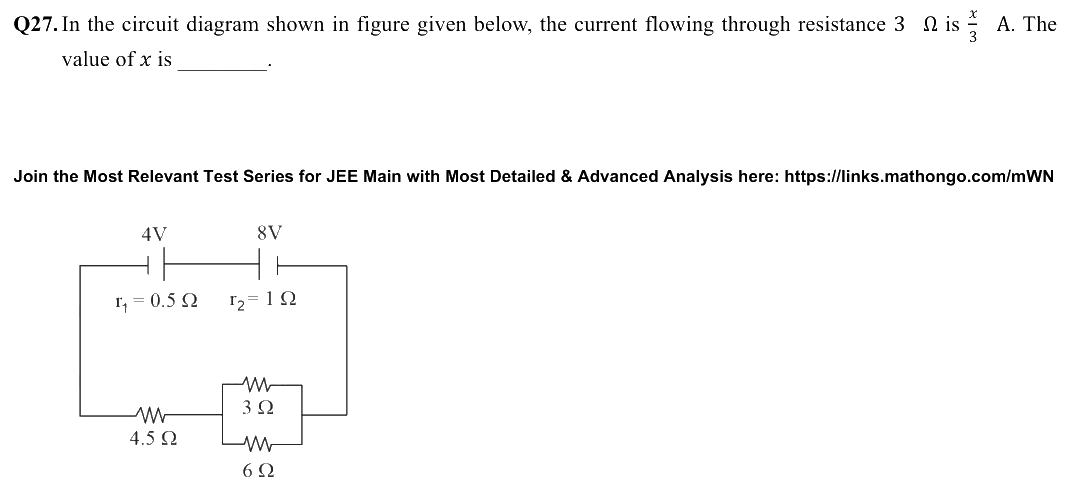 Q27. In the circuit diagram shown in figure given below, the current flowing through resistance 3 Ω is x/3 A. The
value of x is ________.
Join the Most Relevant Test Series for JEE Main with Most Detailed & Advanced Analysis here: https://links.mathongo.com/mWN
4V 8V
r₁ = 0.5 Ω r₂ = 1 Ω
3 Ω
4.5 Ω
6 Ω